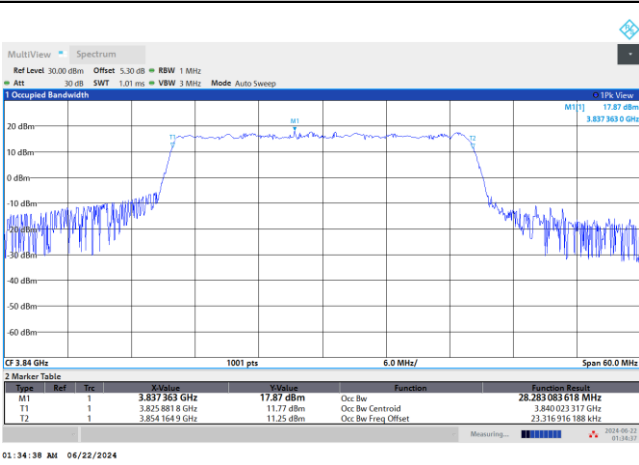 MultiView Spectrum
Ref Level 30.00 dBm Offset 5.30 dB RBW 1 MHz
Att 30 dB SWT 1.01 ms VBW 3 MHz Mode Auto Sweep
1 Occupied Bandwidth 1Pk View
M1[1] 17.87 dBm
3.837 363 0 GHz
M1
20 dBm
T1 T2
10 dBm
0 dBm
-10 dBm
-20 dBm
-30 dBm
-40 dBm
-50 dBm
-60 dBm
CF 3.84 GHz 1001 pts 6.0 MHz/ Span 60.0 MHz
2 Marker Table
Type Ref Trc X-Value Y-Value Function Function Result
M1 1 3.837 363 GHz 17.87 dBm Occ Bw 28.283 083 618 MHz
T1 1 3.825 881 8 GHz 11.77 dBm Occ Bw Centroid 3.840 023 317 GHz
T2 1 3.854 164 9 GHz 11.25 dBm Occ Bw Freq Offset 23.316 916 188 kHz
Measuring... 2024-06-22
01:34:37
01:34:38 AM 06/22/2024